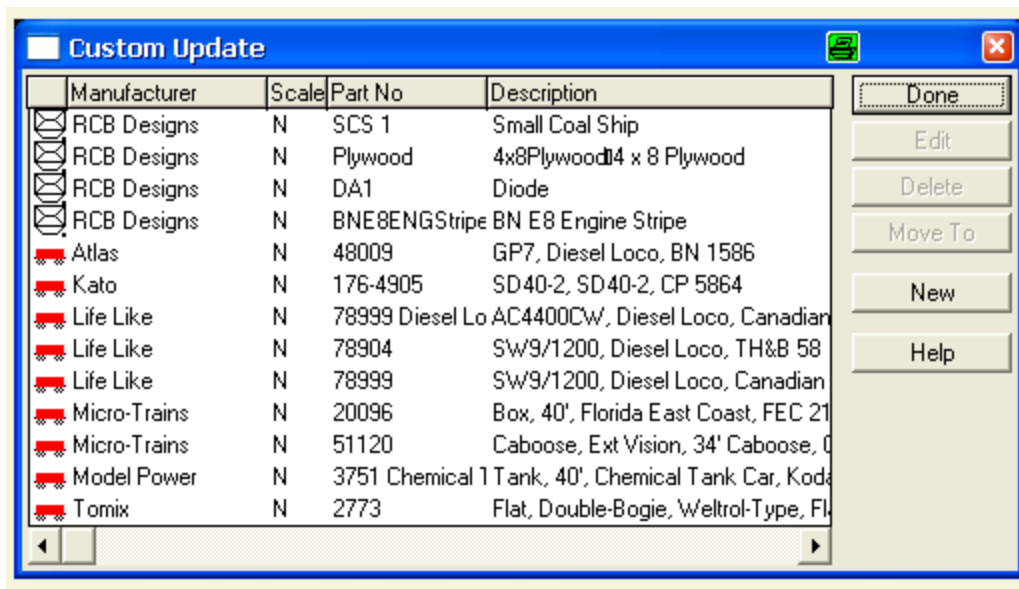 Custom Update
Manufacturer Scale Part No Description
RCB Designs N SCS 1 Small Coal Ship
RCB Designs N Plywood 4x8Plywood▯4 x 8 Plywood
RCB Designs N DA1 Diode
RCB Designs N BNE8ENGStripe BN E8 Engine Stripe
Atlas N 48009 GP7, Diesel Loco, BN 1586
Kato N 176-4905 SD40-2, SD40-2, CP 5864
Life Like N 78999 Diesel Lo AC4400CW, Diesel Loco, Canadian
Life Like N 78904 SW9/1200, Diesel Loco, TH&B 58
Life Like N 78999 SW9/1200, Diesel Loco, Canadian
Micro-Trains N 20096 Box, 40', Florida East Coast, FEC 21
Micro-Trains N 51120 Caboose, Ext Vision, 34' Caboose,
Model Power N 3751 Chemical Tank, 40', Chemical Tank Car, Koda
Tomix N 2773 Flat, Double-Bogie, Weltrol-Type,
Done
Edit
Delete
Move To
New
Help